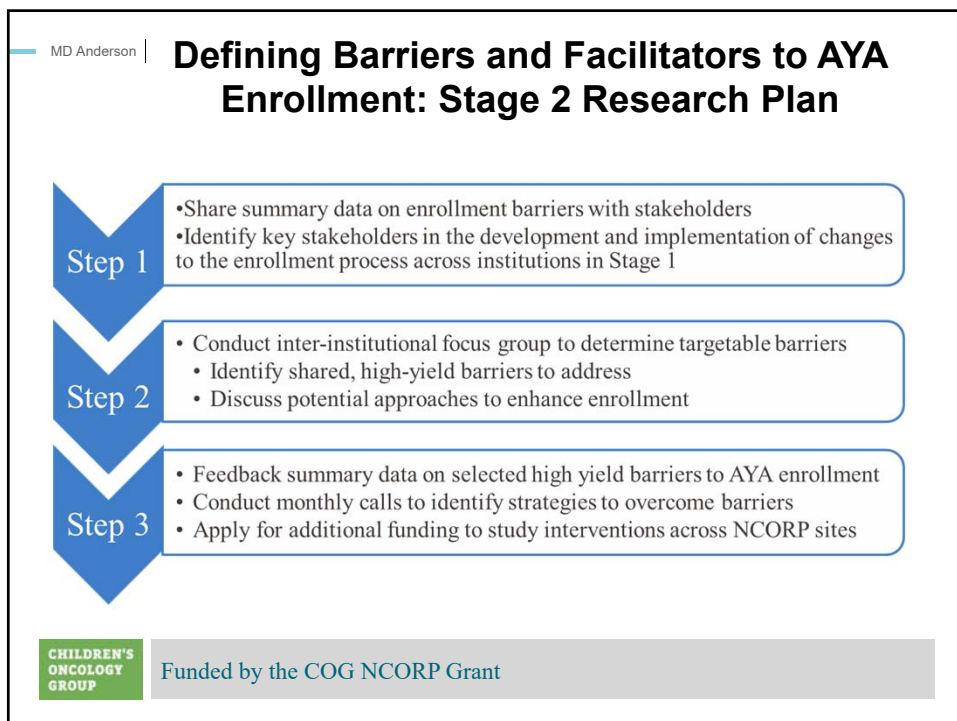 MD Anderson
Defining Barriers and Facilitators to AYA
Enrollment: Stage 2 Research Plan
Step 1
•Share summary data on enrollment barriers with stakeholders
•Identify key stakeholders in the development and implementation of changes
to the enrollment process across institutions in Stage 1
Step 2
• Conduct inter-institutional focus group to determine targetable barriers
• Identify shared, high-yield barriers to address
• Discuss potential approaches to enhance enrollment
Step 3
• Feedback summary data on selected high yield barriers to AYA enrollment
• Conduct monthly calls to identify strategies to overcome barriers
• Apply for additional funding to study interventions across NCORP sites
CHILDREN'S
ONCOLOGY
GROUP
Funded by the COG NCORP Grant